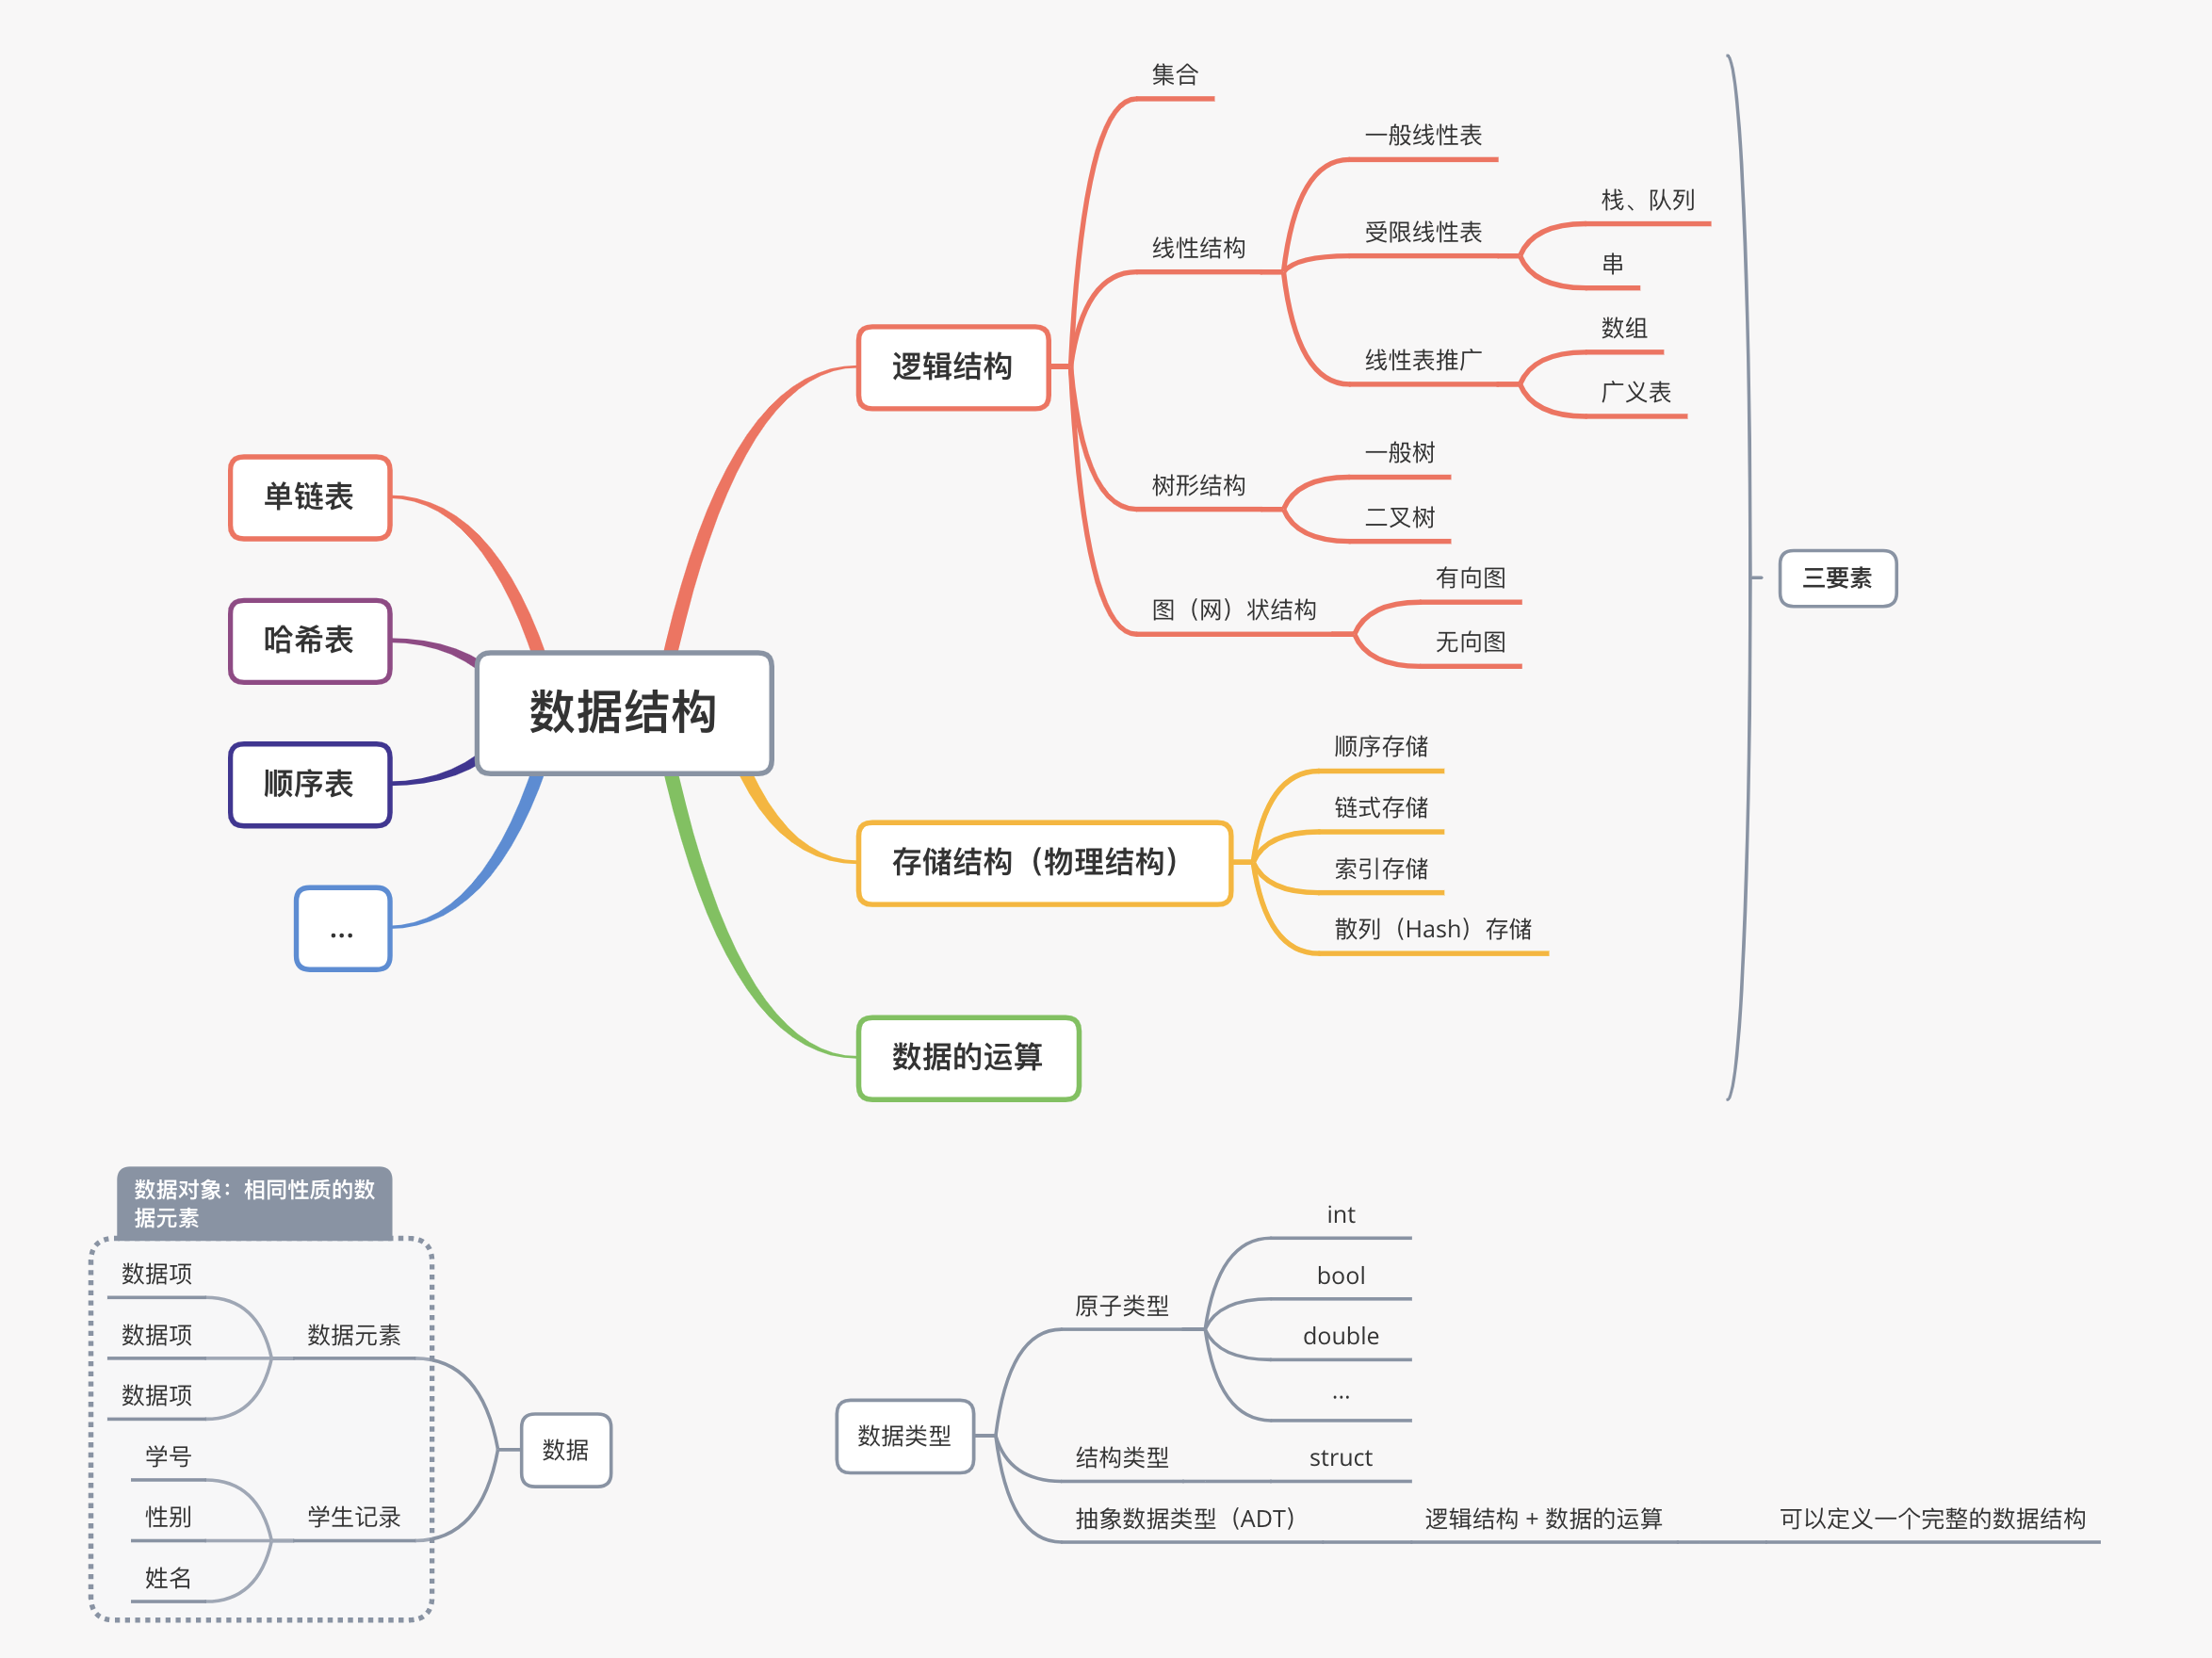 集合
一般线性表
栈、队列
受限线性表
线性结构
串
数组
逻辑结构
线性表推广
广义表
一般树
树形结构
二叉树
单链表
有向图
三要素
图（网）状结构
哈希表
无向图
数据结构
顺序存储
顺序表
链式存储
存储结构（物理结构）
索引存储
散列（Hash）存储
...
数据的运算
数据对象：相同性质的数
据元素
数据项
数据项
数据元素
数据项
学号
数据
性别
学生记录
姓名
int
bool
原子类型
double
...
数据类型
结构类型
struct
抽象数据类型（ADT）
逻辑结构 + 数据的运算
可以定义一个完整的数据结构